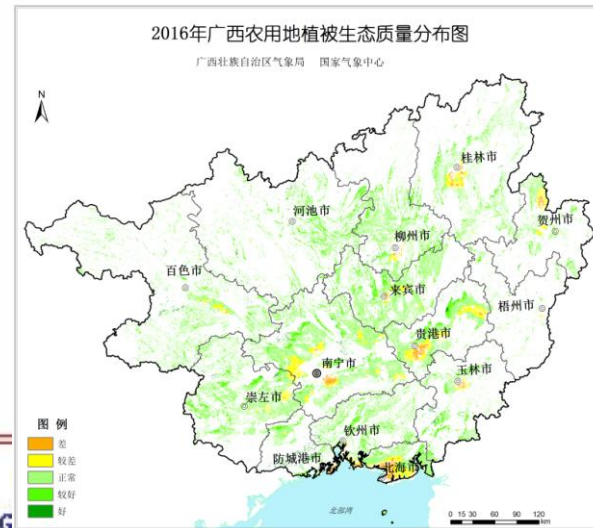 2016年广西农用地植被生态质量分布图
广西壮族自治区气象局 国家气象中心
N
桂林市
河池市
贺州市
柳州市
百色市
来宾市
梧州市
贵港市
南宁市
玉林市
崇左市
钦州市
防城港市
北海市
北部湾
图 例
差
较差
正常
较好
好
0 15 30 60 90 120
km
G